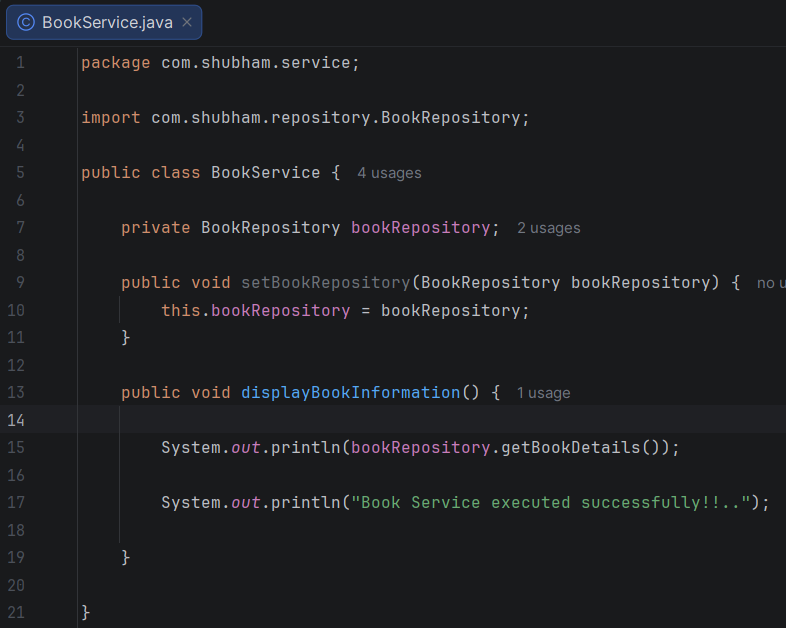 BookService.java
1 package com.shubham.service;
2
3 import com.shubham.repository.BookRepository;
4
5 public class BookService { 4 usages
6
7 private BookRepository bookRepository; 2 usages
8
9 public void setBookRepository(BookRepository bookRepository) { no u
10 this.bookRepository = bookRepository;
11 }
12
13 public void displayBookInformation() { 1 usage
14
15 System.out.println(bookRepository.getBookDetails());
16
17 System.out.println("Book Service executed successfully!!..");
18
19 }
20
21 }